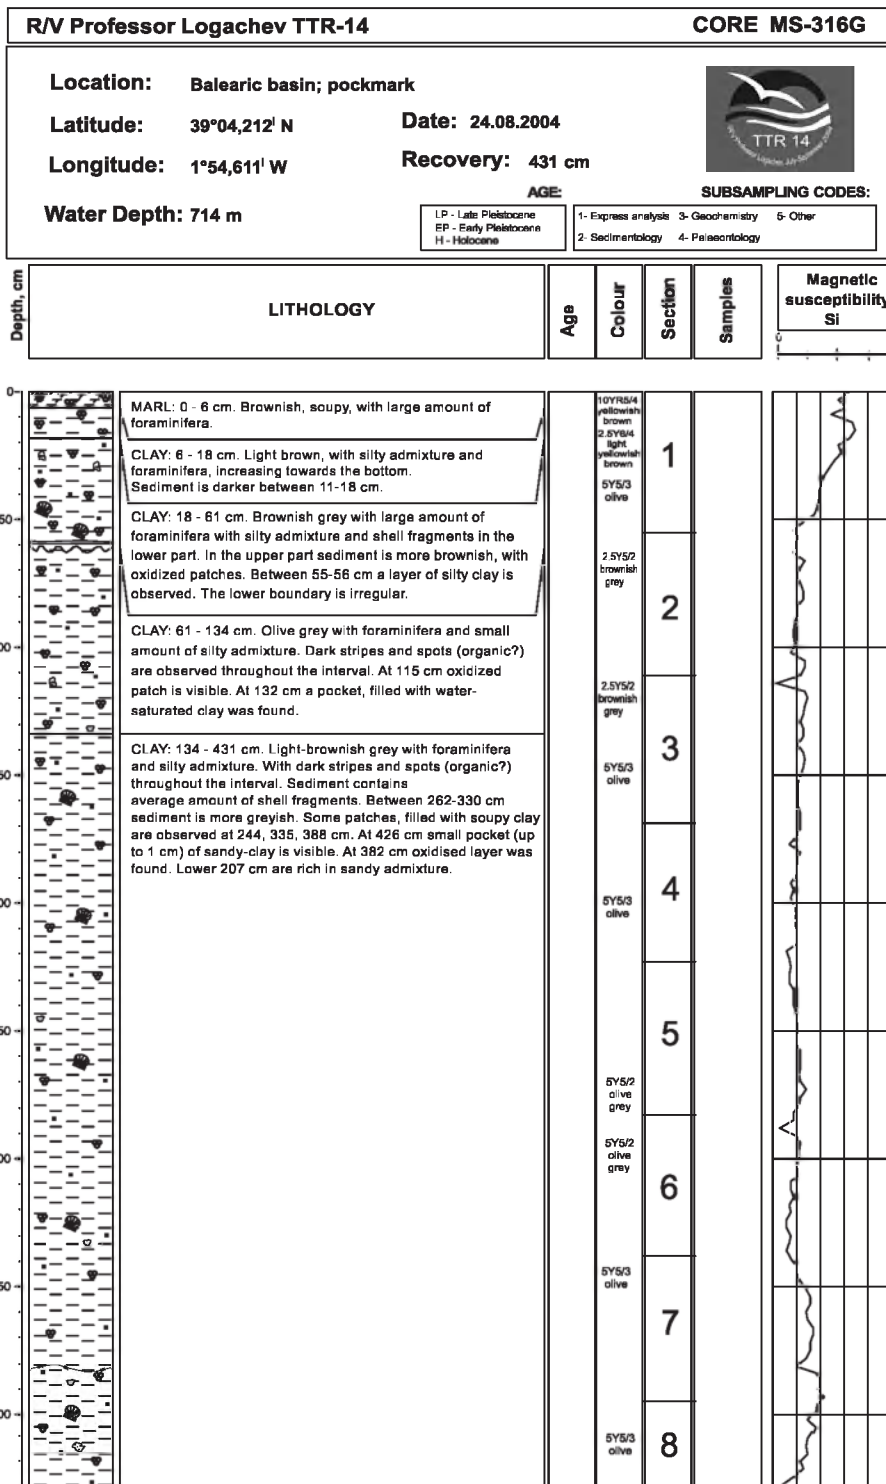 R/V Professor Logachev TTR-14 CORE MS-316G
Location: Balearic basin; pockmark
Latitude: 39°04,212ᴵ N Date: 24.08.2004
Longitude: 1°54,611ᴵ W Recovery: 431 cm
Water Depth: 714 m
TTR 14
AGE: SUBSAMPLING CODES:
LP - Late Pleistocene
EP - Early Pleistocene
H - Holocene
1- Express analysis 3- Geochemistry 5- Other
2- Sedimentology 4- Palaeontology
Depth, cm
LITHOLOGY
Age
Colour
Section
Samples
Magnetic
susceptibility
Si
0
MARL: 0 - 6 cm. Brownish, soupy, with large amount of
foraminifera.
CLAY: 6 - 18 cm. Light brown, with silty admixture and
foraminifera, increasing towards the bottom.
Sediment is darker between 11-18 cm.
CLAY: 18 - 61 cm. Brownish grey with large amount of
foraminifera with silty admixture and shell fragments in the
lower part. In the upper part sediment is more brownish, with
oxidized patches. Between 55-56 cm a layer of silty clay is
observed. The lower boundary is irregular.
CLAY: 61 - 134 cm. Olive grey with foraminifera and small
amount of silty admixture. Dark stripes and spots (organic?)
are observed throughout the interval. At 115 cm oxidized
patch is visible. At 132 cm a pocket, filled with water-
saturated clay was found.
CLAY: 134 - 431 cm. Light-brownish grey with foraminifera
and silty admixture. With dark stripes and spots (organic?)
throughout the interval. Sediment contains
average amount of shell fragments. Between 262-330 cm
sediment is more greyish. Some patches, filled with soupy clay
are observed at 244, 335, 388 cm. At 426 cm small pocket (up
to 1 cm) of sandy-clay is visible. At 382 cm oxidised layer was
found. Lower 207 cm are rich in sandy admixture.
10YR5/4
yellowish
brown
2.5Y6/4
light
yellowish
brown
5Y5/3
olive
1
2.5Y5/2
brownish
grey
2
2.5Y5/2
brownish
grey
5Y5/3
olive
3
5Y5/3
olive
4
5
5Y5/2
olive
grey
5Y5/2
olive
grey
6
5Y5/3
olive
7
5Y5/3
olive
8